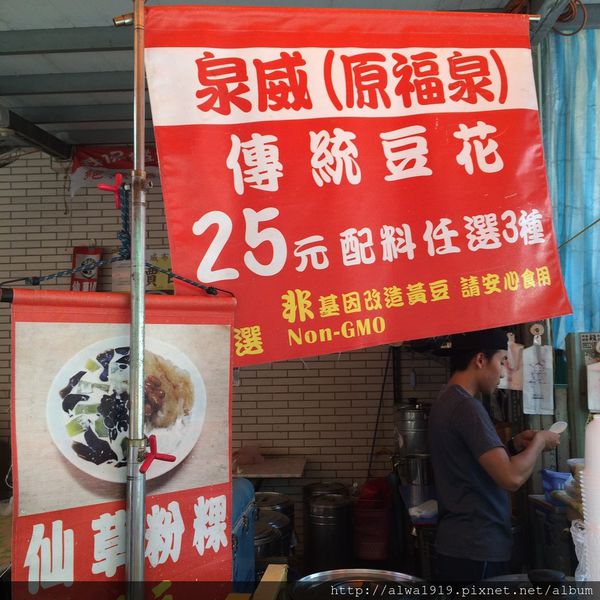 泉威(原福泉)
傳統豆花
25元配料任選3種
非基因改造黃豆 請安心食用
Non-GMO
選
仙草粉粿
http://alwa1919.pixnet.net/album